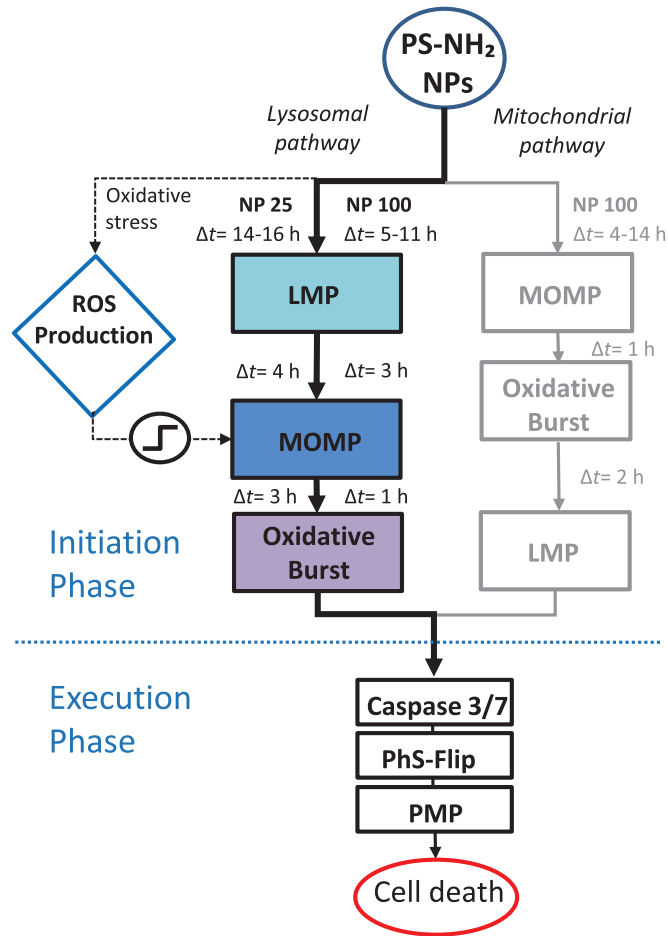 PS-NH₂
NPs
Lysosomal
pathway
Mitochondrial
pathway
Oxidative
stress
NP 25
NP 100
NP 100
Δt= 14-16 h
Δt= 5-11 h
Δt= 4-14 h
ROS
Production
LMP
MOMP
Δt= 1 h
Δt= 4 h
Δt= 3 h
Oxidative
Burst
MOMP
Δt= 3 h
Δt= 1 h
Δt= 2 h
Oxidative
Burst
LMP
Initiation
Phase
Execution
Phase
Caspase 3/7
PhS-Flip
PMP
Cell death